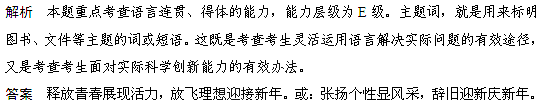 解析　本题重点考查语言连贯、得体的能力，能力层级为 E 级。主题词，就是用来标明
图书、文件等主题的词或短语。这既是考查考生灵活运用语言解决实际问题的有效途径，
又是考查考生面对实际科学创新能力的有效办法。
答案　释放青春展现活力，放飞理想迎接新年。或：张扬个性显风采，辞旧迎新庆新年。